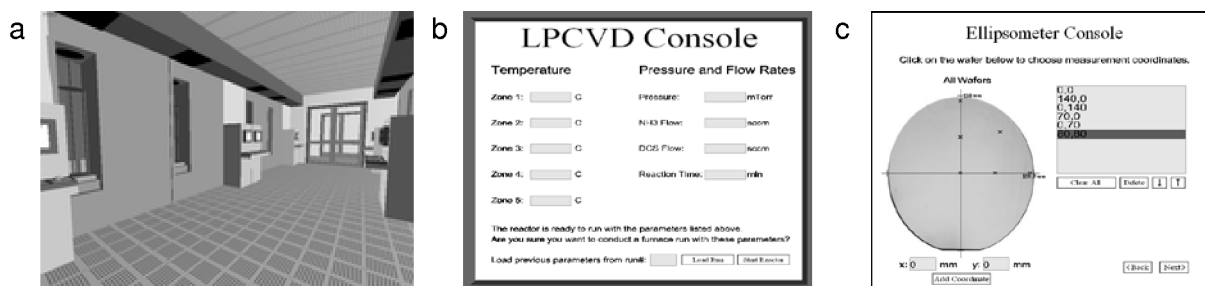 a
b
LPCVD Console
Temperature
Pressure and Flow Rates
Zone 1: C
Pressure: mTorr
Zone 2: C
NH3 Flow: sccm
Zone 3: C
DCS Flow: sccm
Zone 4: C
Reaction Time: min
Zone 5: C
The reactor is ready to run with the parameters listed above.
Are you sure you want to conduct a furnace run with these parameters?
Load previous parameters from run#: Load Run Start Reactor
c
Ellipsometer Console
Click on the wafer below to choose measurement coordinates.
All Wafers
0,0
140,0
0,140
70,0
0,70
80,80
Clear All Delete ↓ ↑
x: 0 mm y: 0 mm
Add Coordinate
<Back Next>